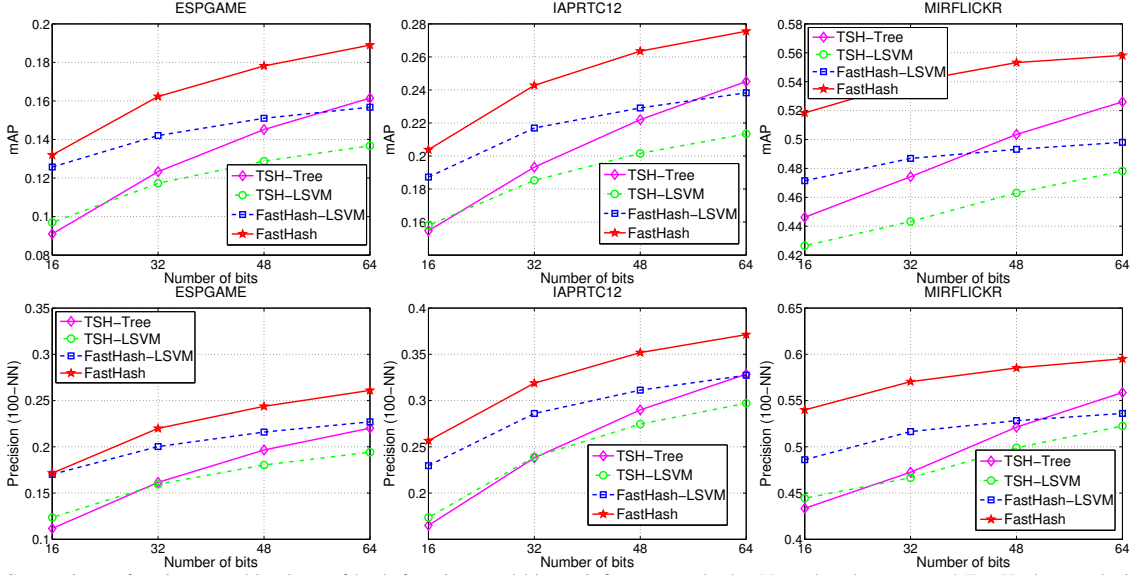 ESPGAME
0.2
0.18
0.16
0.14
0.12
0.1
0.08
mAP
TSH−Tree
TSH−LSVM
FastHash−LSVM
FastHash
16 32 48 64
Number of bits
IAPRTC12
0.28
0.26
0.24
0.22
0.2
0.18
0.16
mAP
TSH−Tree
TSH−LSVM
FastHash−LSVM
FastHash
16 32 48 64
Number of bits
MIRFLICKR
0.58
0.56
0.54
0.52
0.5
0.48
0.46
0.44
0.42
mAP
TSH−Tree
TSH−LSVM
FastHash−LSVM
FastHash
16 32 48 64
Number of bits
ESPGAME
0.35
0.3
0.25
0.2
0.15
0.1
Precision (100−NN)
TSH−Tree
TSH−LSVM
FastHash−LSVM
FastHash
16 32 48 64
Number of bits
IAPRTC12
0.4
0.35
0.3
0.25
0.2
Precision (100−NN)
TSH−Tree
TSH−LSVM
FastHash−LSVM
FastHash
16 32 48 64
Number of bits
MIRFLICKR
0.65
0.6
0.55
0.5
0.45
0.4
Precision (100−NN)
TSH−Tree
TSH−LSVM
FastHash−LSVM
FastHash
16 32 48 64
Number of bits